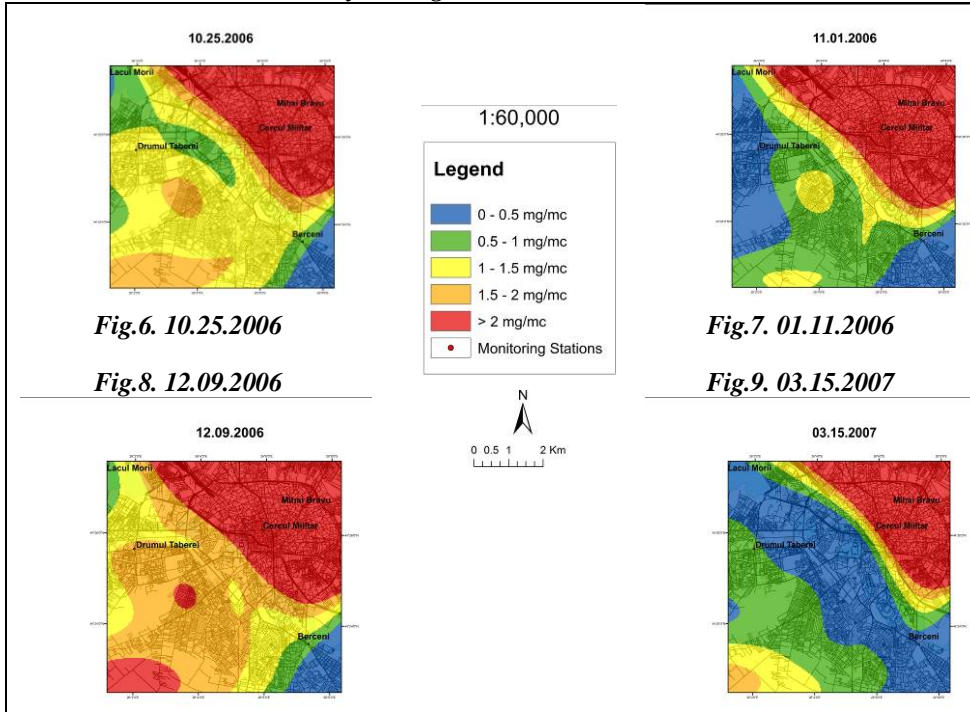 10.25.2006
Lacul Morii
Mihai Bravu
Cercul Militar
Drumul Taberei
Berceni
1:60,000
Legend
0 - 0.5 mg/mc
0.5 - 1 mg/mc
1 - 1.5 mg/mc
1.5 - 2 mg/mc
> 2 mg/mc
Monitoring Stations
11.01.2006
Lacul Morii
Mihai Bravu
Cercul Militar
Drumul Taberei
Berceni
Fig.6. 10.25.2006
Fig.7. 01.11.2006
Fig.8. 12.09.2006
Fig.9. 03.15.2007
N
0 0.5 1 2 Km
12.09.2006
Lacul Morii
Mihai Bravu
Cercul Militar
Drumul Taberei
Berceni
03.15.2007
Lacul Morii
Mihai Bravu
Cercul Militar
Drumul Taberei
Berceni